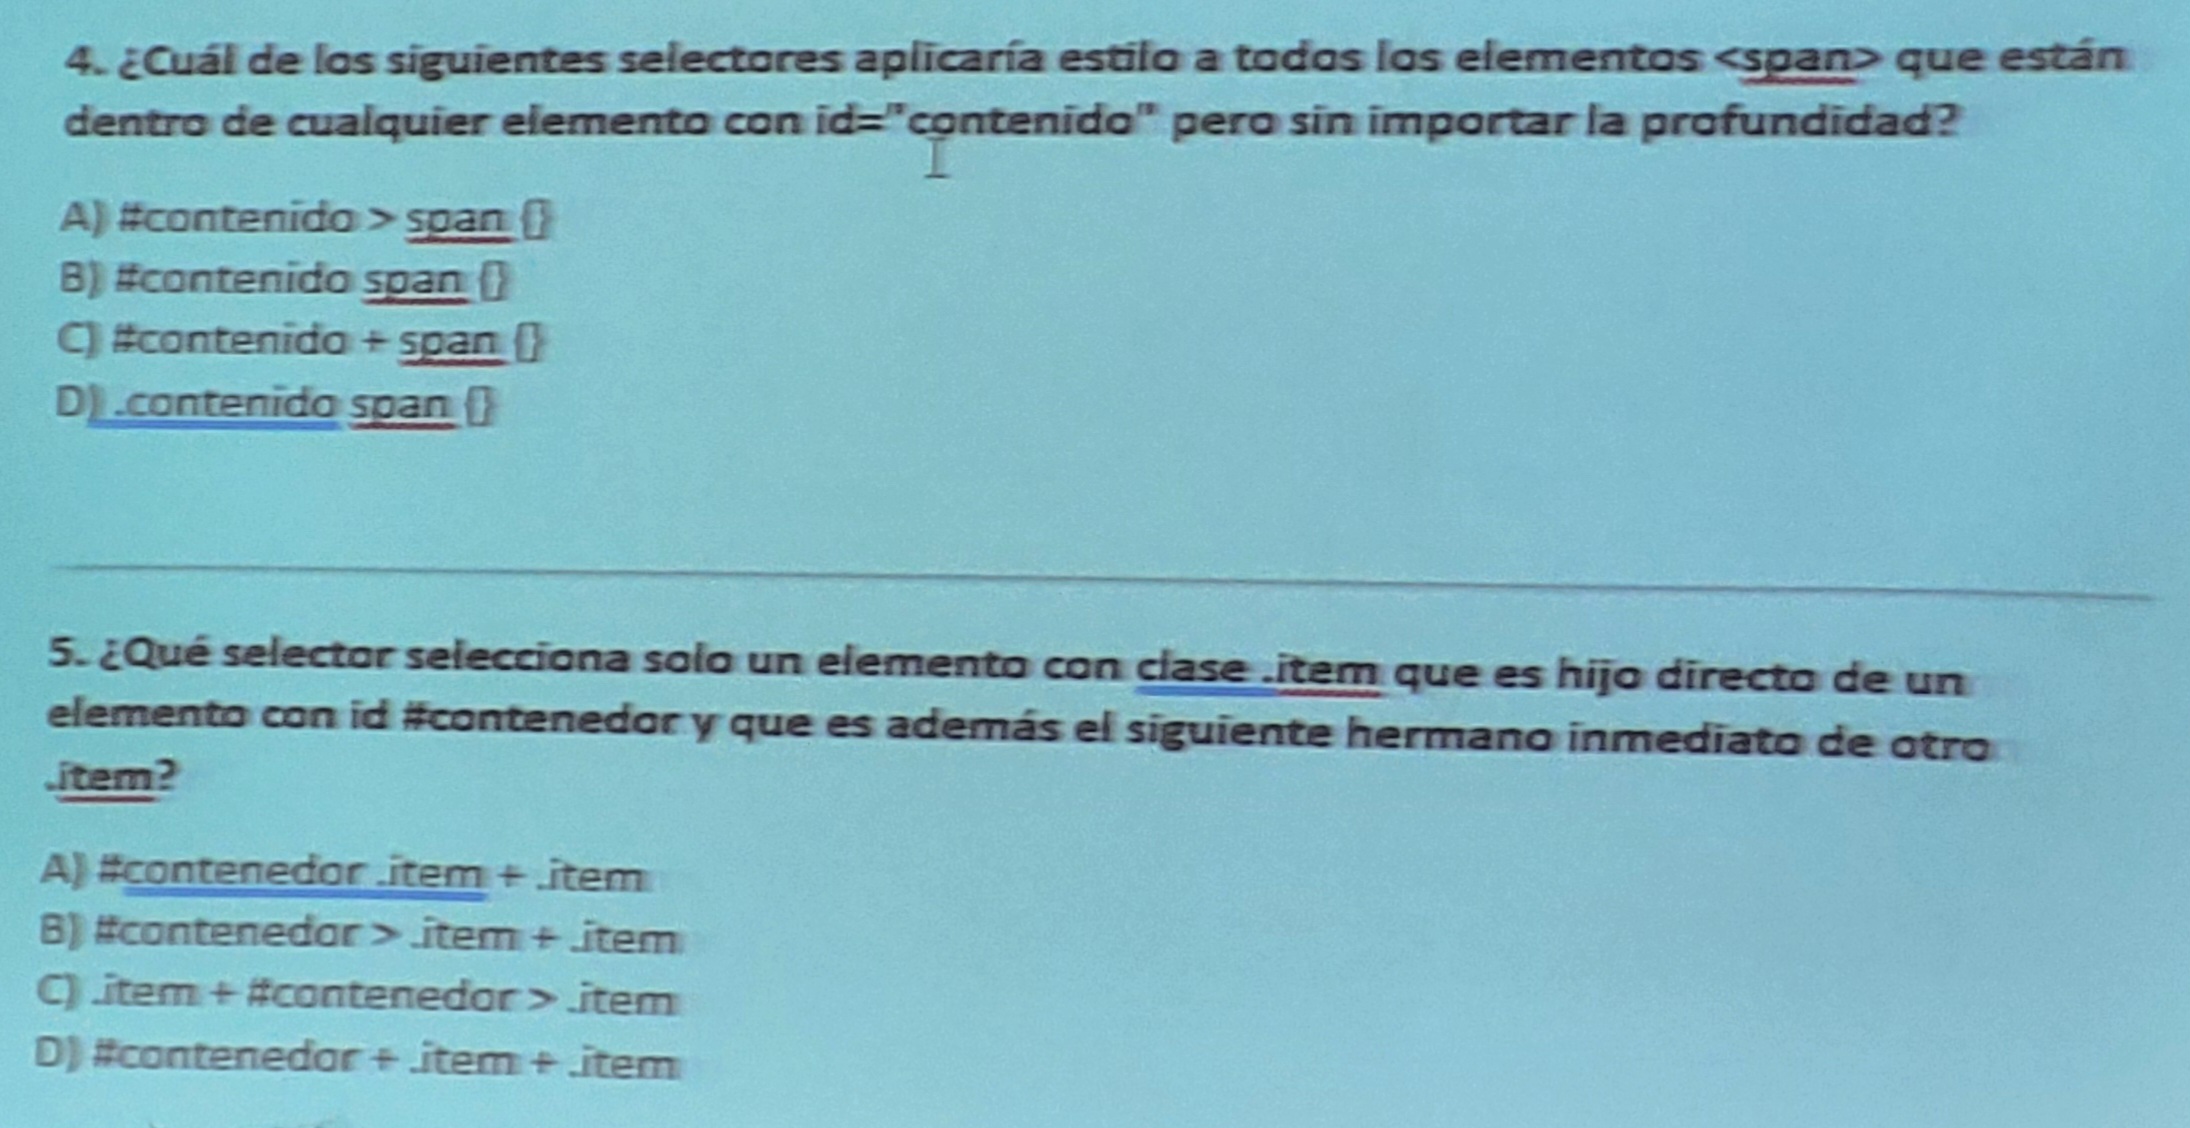 4. ¿Cuál de los siguientes selectores aplicaría estilo a todos los elementos <span> que están
dentro de cualquier elemento con id="contenido" pero sin importar la profundidad?
A) #contenido > span {}
B) #contenido span {}
C) #contenido + span {}
D) .contenido span {}
5. ¿Qué selector selecciona solo un elemento con clase .item que es hijo directo de un
elemento con id #contenedor y que es además el siguiente hermano inmediato de otro
.item?
A) #contenedor .item + .item
B) #contenedor > .item + .item
C) .item + #contenedor > .item
D) #contenedor + .item + .item